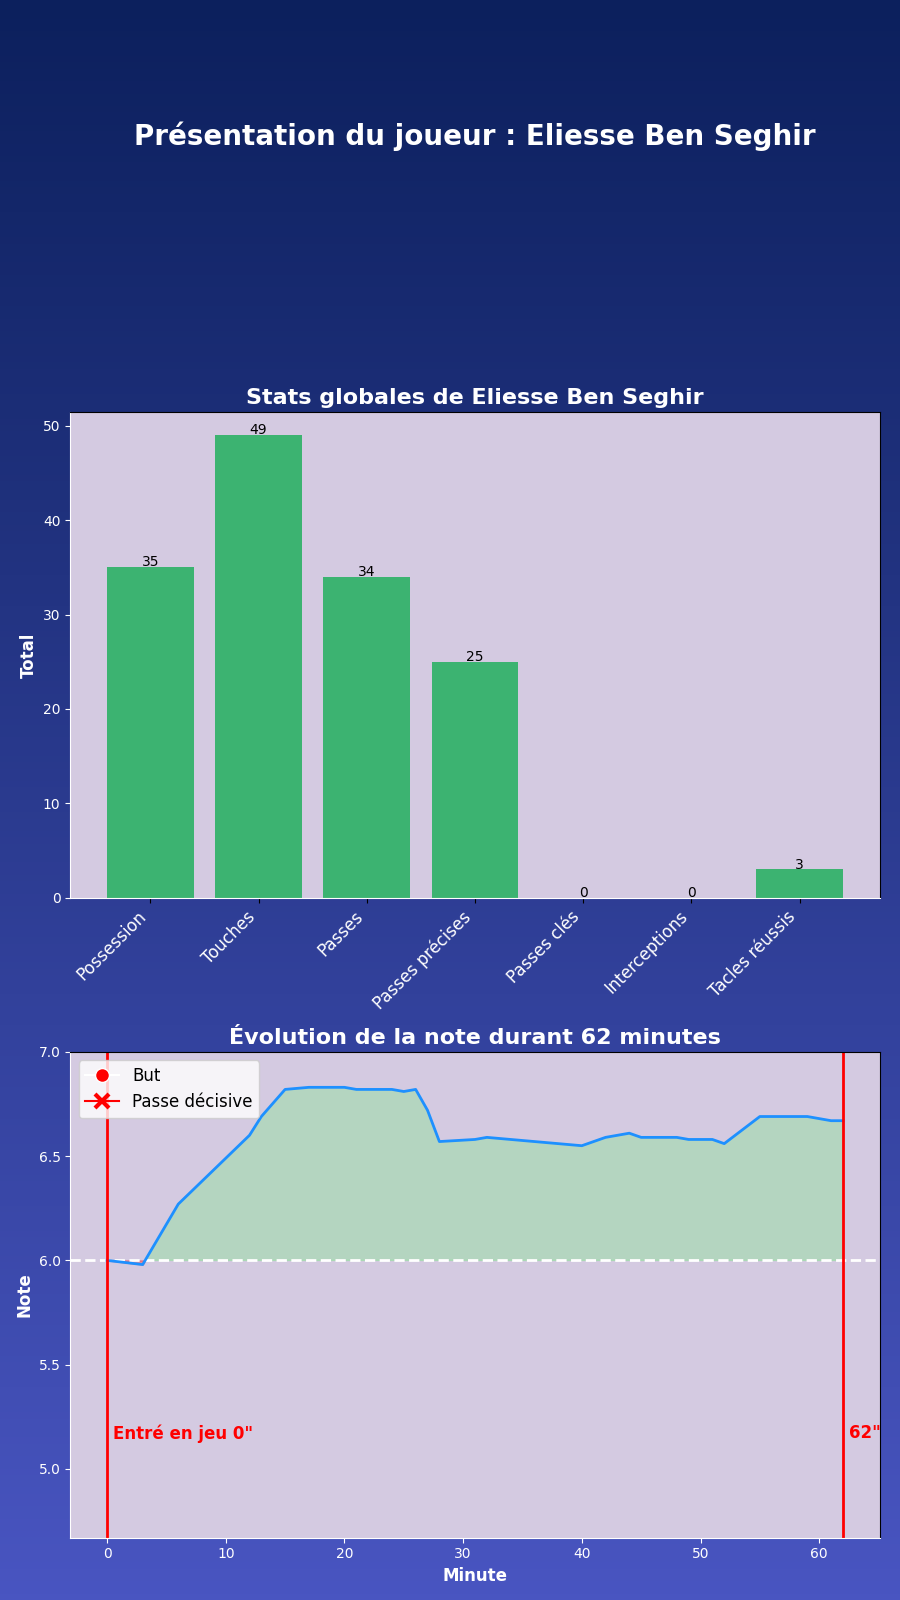 Présentation du joueur : Eliesse Ben Seghir
Stats globales de Eliesse Ben Seghir
50
40
30
20
10
0
Total
35
49
34
25
0
0
3
Possession
Touches
Passes
Passes précises
Passes clés
Interceptions
Tacles réussis
Évolution de la note durant 62 minutes
7.0
6.5
6.0
5.5
5.0
Note
But
Passe décisive
Entré en jeu 0"
62"
0
10
20
30
40
50
60
Minute